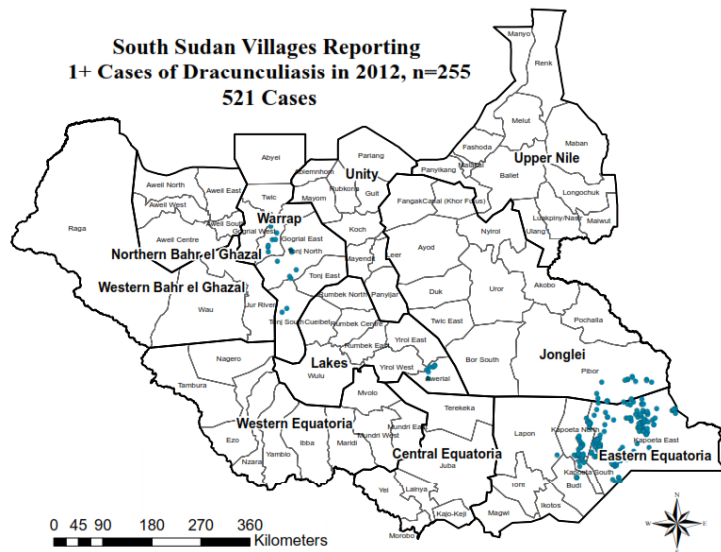 South Sudan Villages Reporting
1+ Cases of Dracunculiasis in 2012, n=255
521 Cases
Manyo
Renk
Melut
Maban
Fashoda
Upper Nile
Panyikang
Ballet
Longochuk
Luakpiny/Nasir
Maiwut
Ulang
Abyei
Pariang
Unity
Rubkona
Guit
Mayom
Twic
Warrap
Aweil North
Aweil East
Aweil West
Aweil South
Aweil Centre
Gogrial West
Gogrial East
Raga
Northern Bahr el Ghazal
Western Bahr el Ghazal
Tonj North
Tonj East
Tonj South
Jur River
Wau
Koch
Mayendit
Leer
Panyijar
Fangak
Canal (Khor Fulus)
Nyirol
Ayod
Duk
Uror
Akobo
Twic East
Pochalla
Bor South
Jonglei
Pibor
Rumbek North
Cueibet
Rumbek Centre
Rumbek East
Yirol East
Yirol West
Awerial
Lakes
Wulu
Nagero
Tambura
Mvolo
Western Equatoria
Ezo
Nzara
Yambio
Ibba
Maridi
Mundri West
Mundri East
Terekeka
Central Equatoria
Juba
Yei
Lainya
Kajo-Keji
Morobo
Lapon
Kapoeta North
Kapoeta East
Eastern Equatoria
Kapoeta South
Budi
Ikotos
Magwi
N
W
E
S
0 45 90 180 270 360
Kilometers